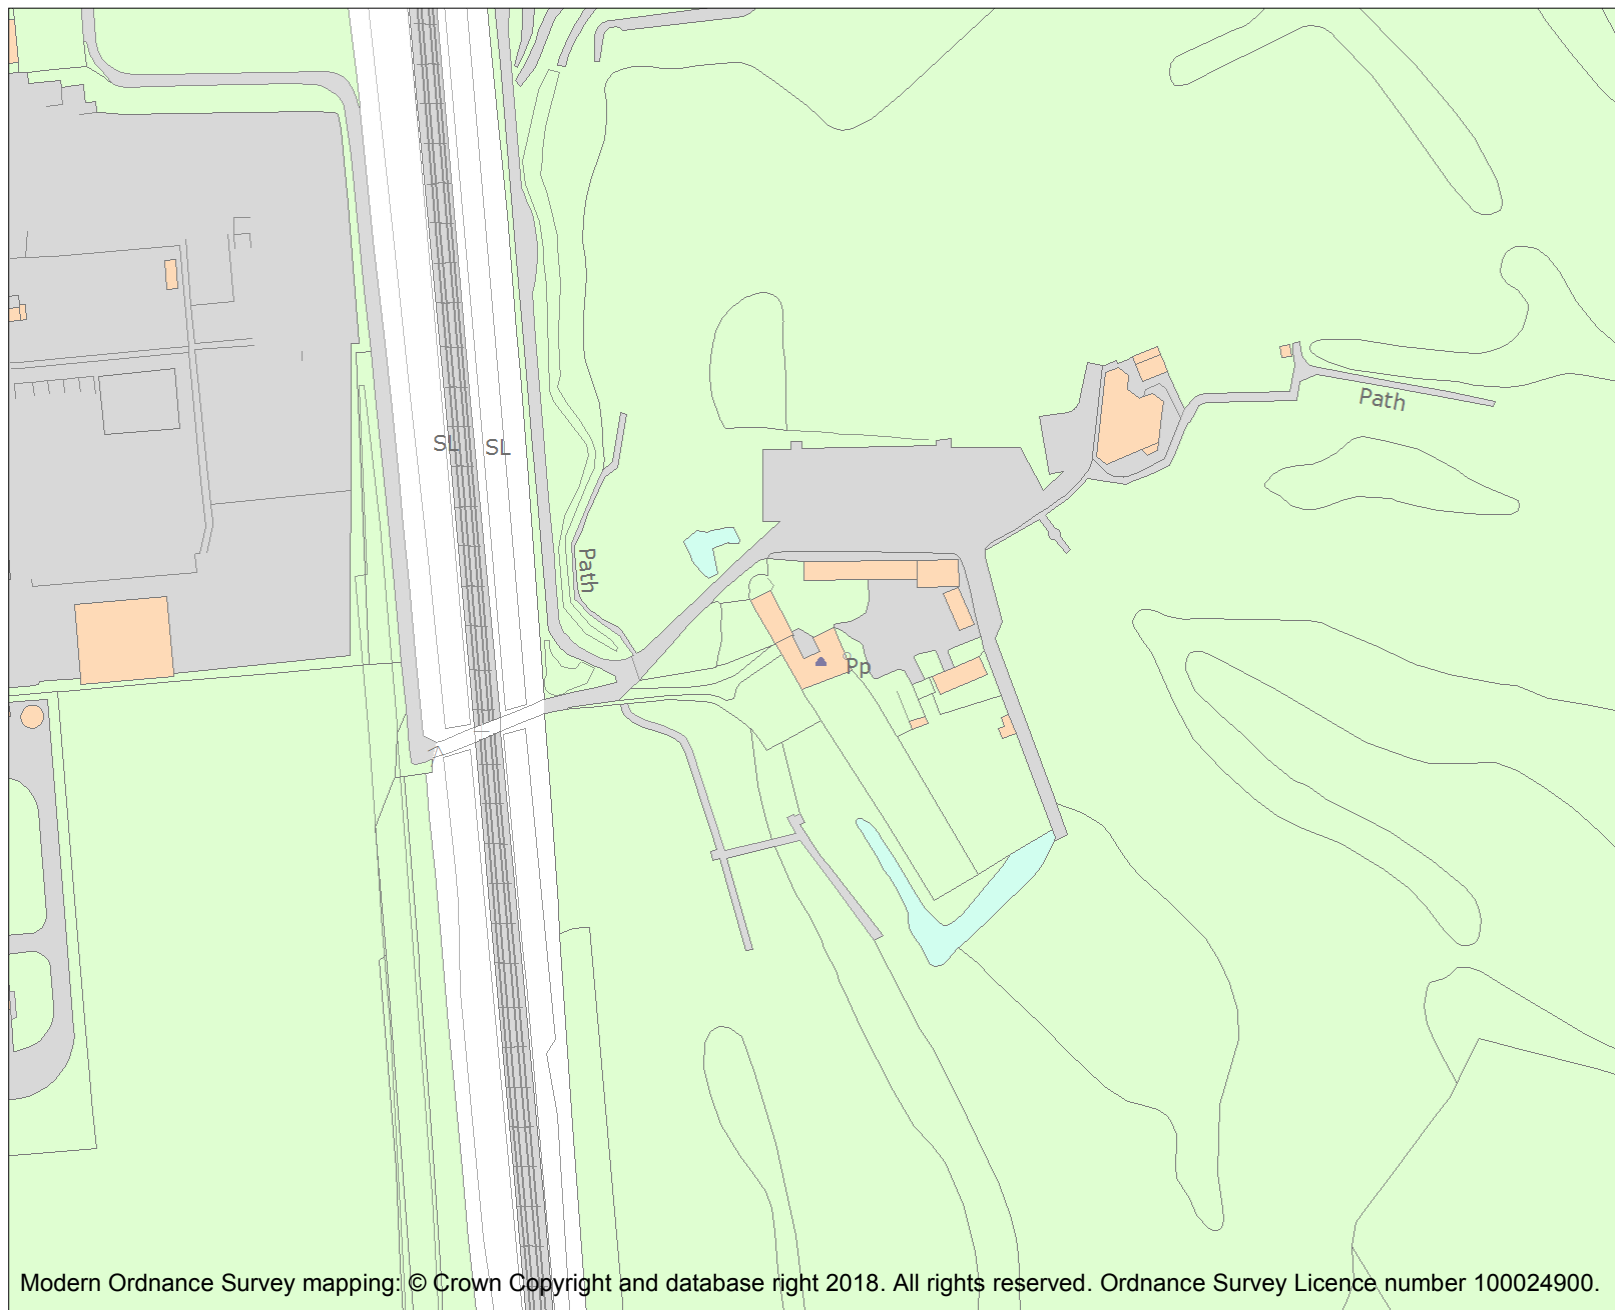 Path
SL
SL
Path
Pp
Modern Ordnance Survey mapping: © Crown Copyright and database right 2018. All rights reserved. Ordnance Survey Licence number 100024900.